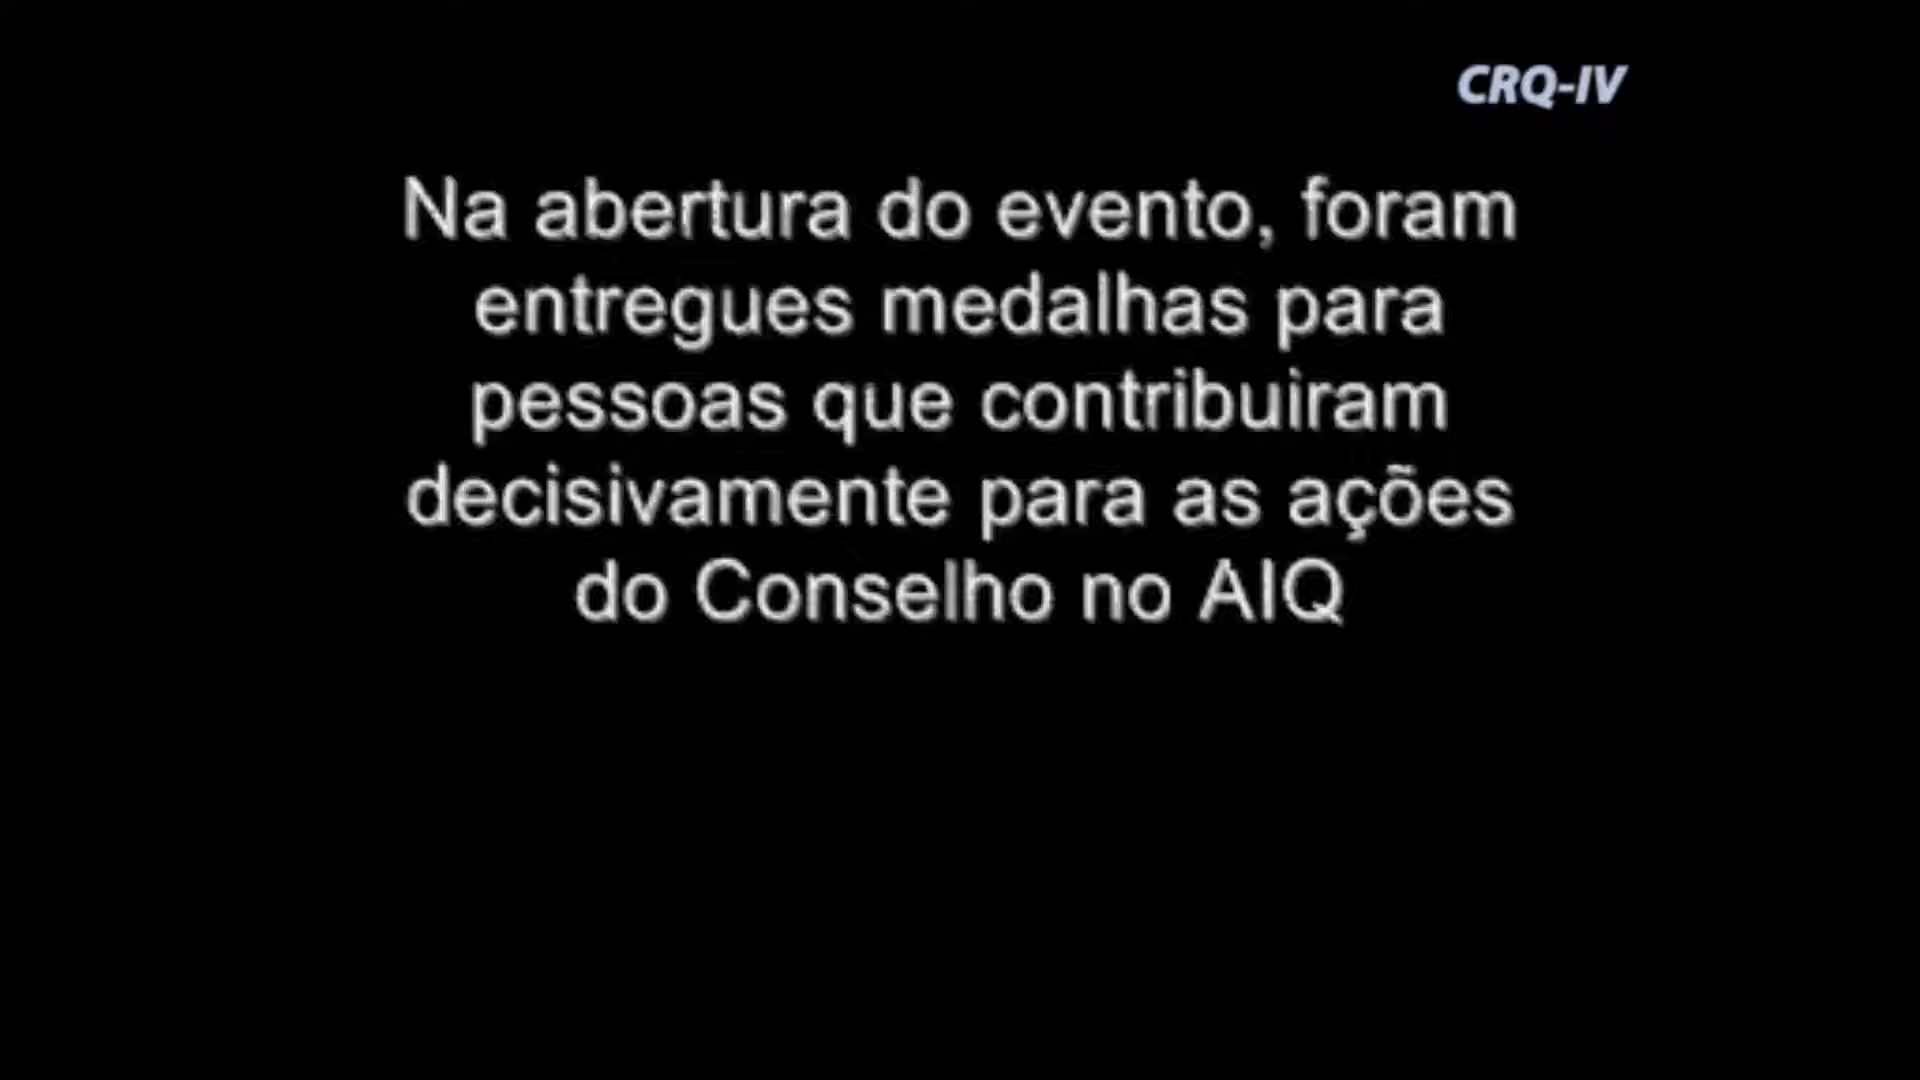 CRQ-IV
Na abertura do evento, foram
entregues medalhas para
pessoas que contribuiram
decisivamente para as ações
do Conselho no AIQ